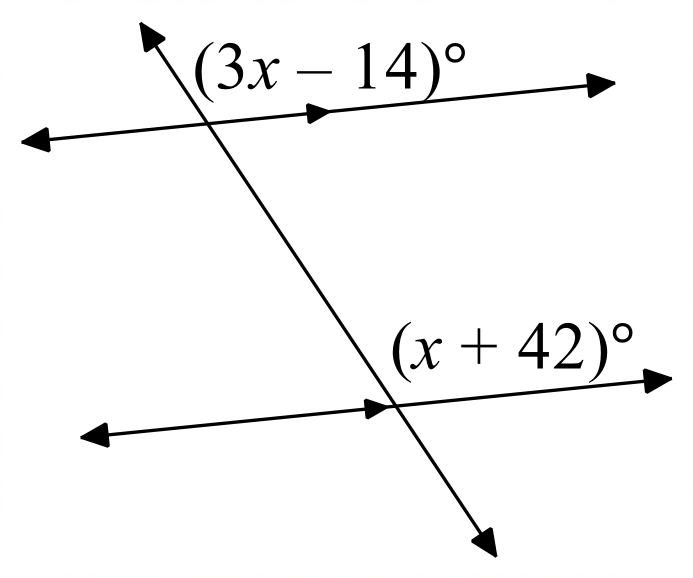 (3x – 14)°
(x + 42)°